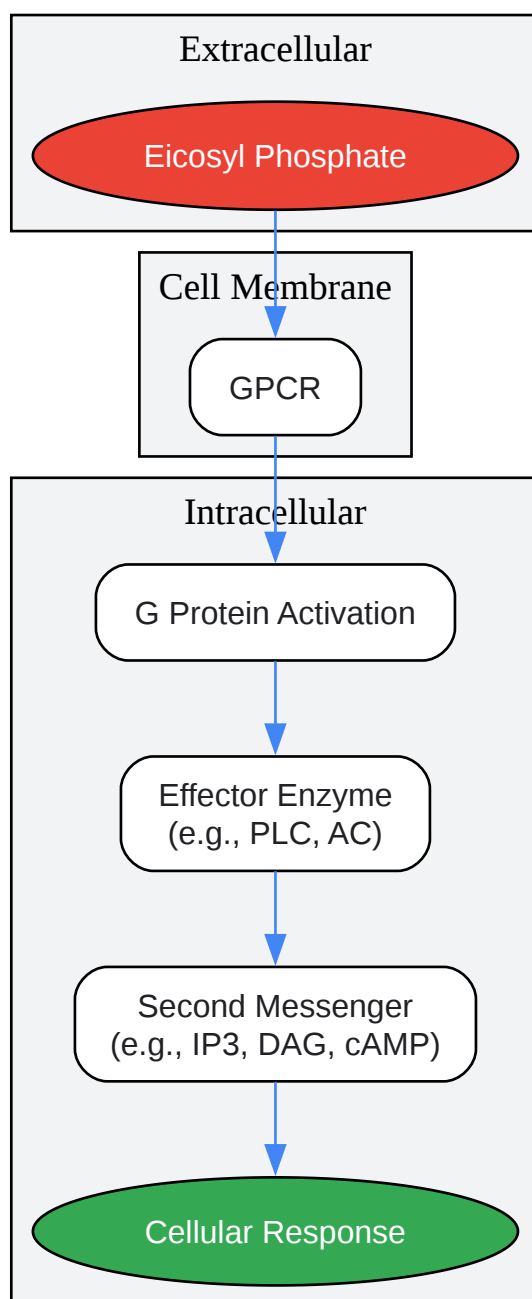 Extracellular
Eicosyl Phosphate
Cell Membrane
GPCR
Intracellular
G Protein Activation
Effector Enzyme
(e.g., PLC, AC)
Second Messenger
(e.g., IP3, DAG, cAMP)
Cellular Response